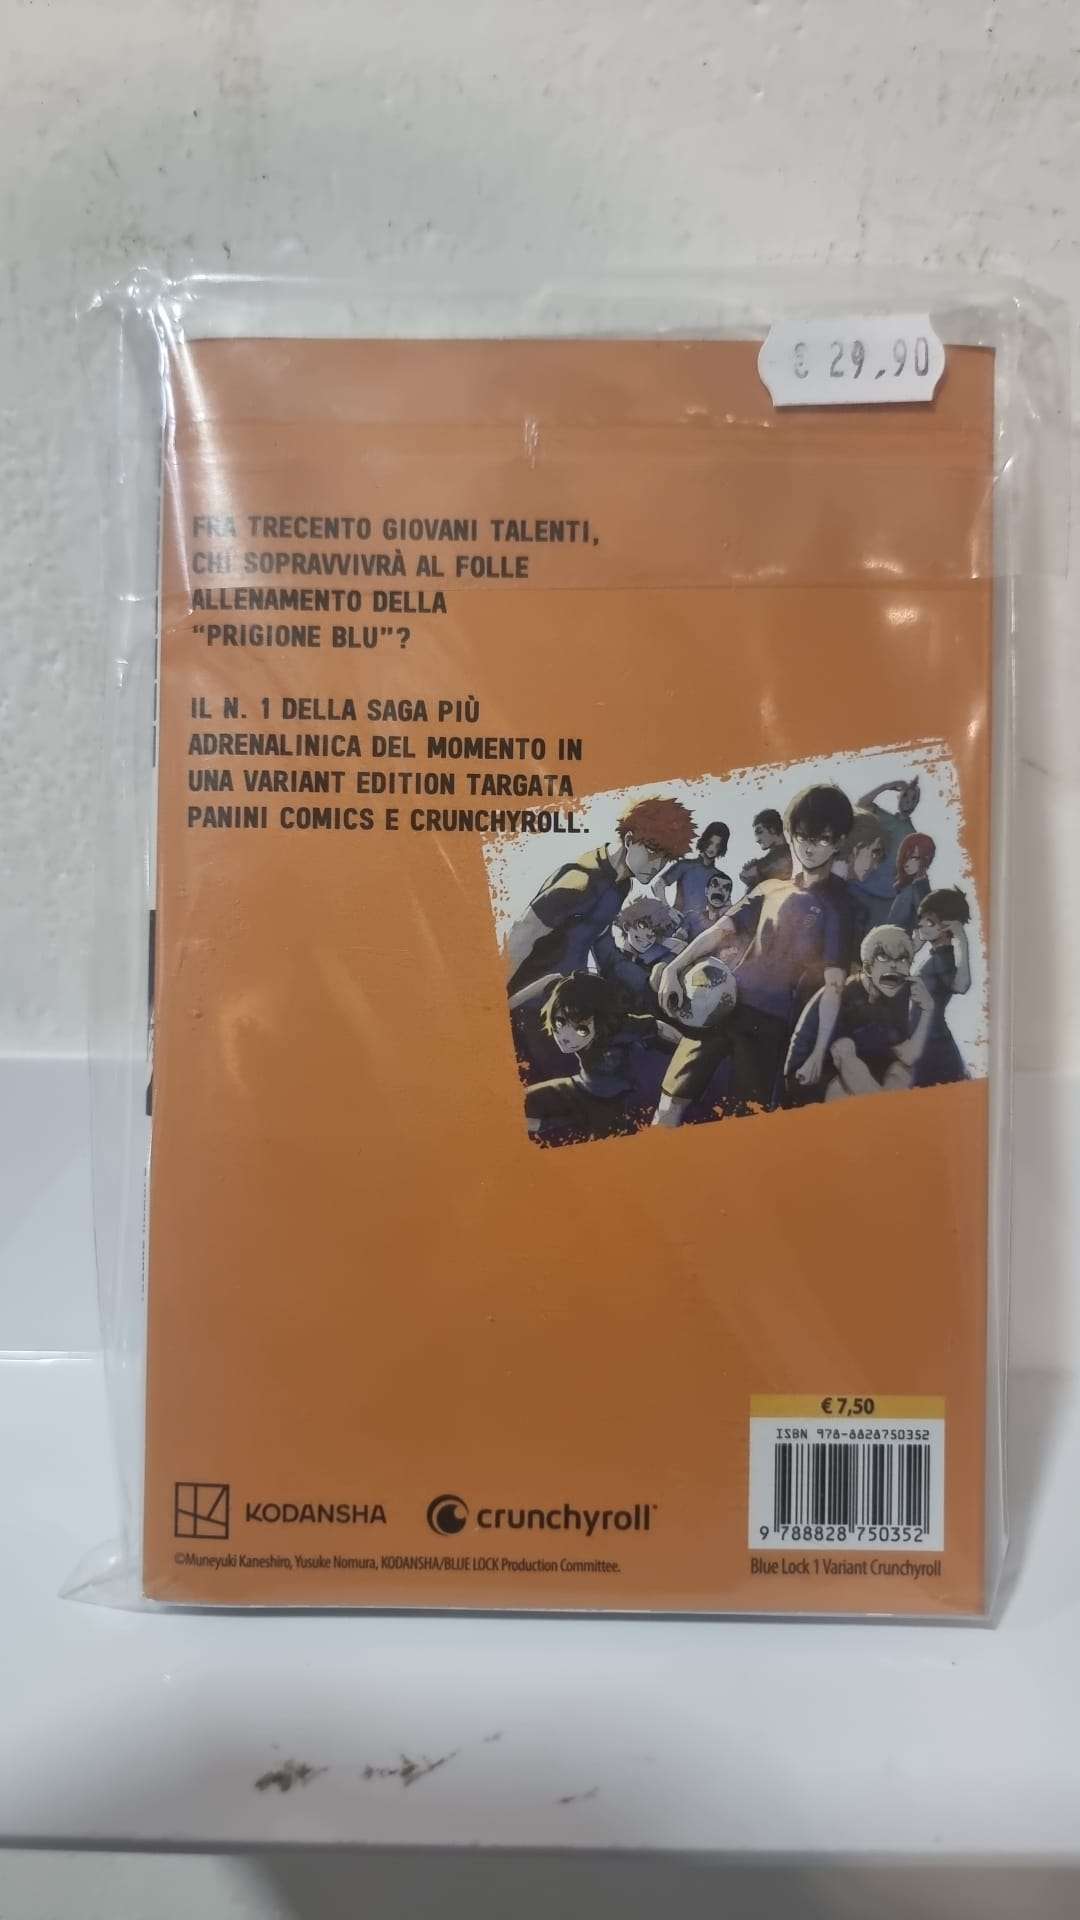 € 29,90
FRA TRECENTO GIOVANI TALENTI,
CHI SOPRAVVIVRÀ AL FOLLE
ALLENAMENTO DELLA
“PRIGIONE BLU”?
IL N. 1 DELLA SAGA PIÙ
ADRENALINICA DEL MOMENTO IN
UNA VARIANT EDITION TARGATA
PANINI COMICS E CRUNCHYROLL.
€ 7,50
ISBN 978-8828750352
9 788828 750352
KODANSHA
crunchyroll
©Muneyuki Kaneshiro, Yusuke Nomura, KODANSHA/BLUE LOCK Production Committee.
Blue Lock 1 Variant Crunchyroll